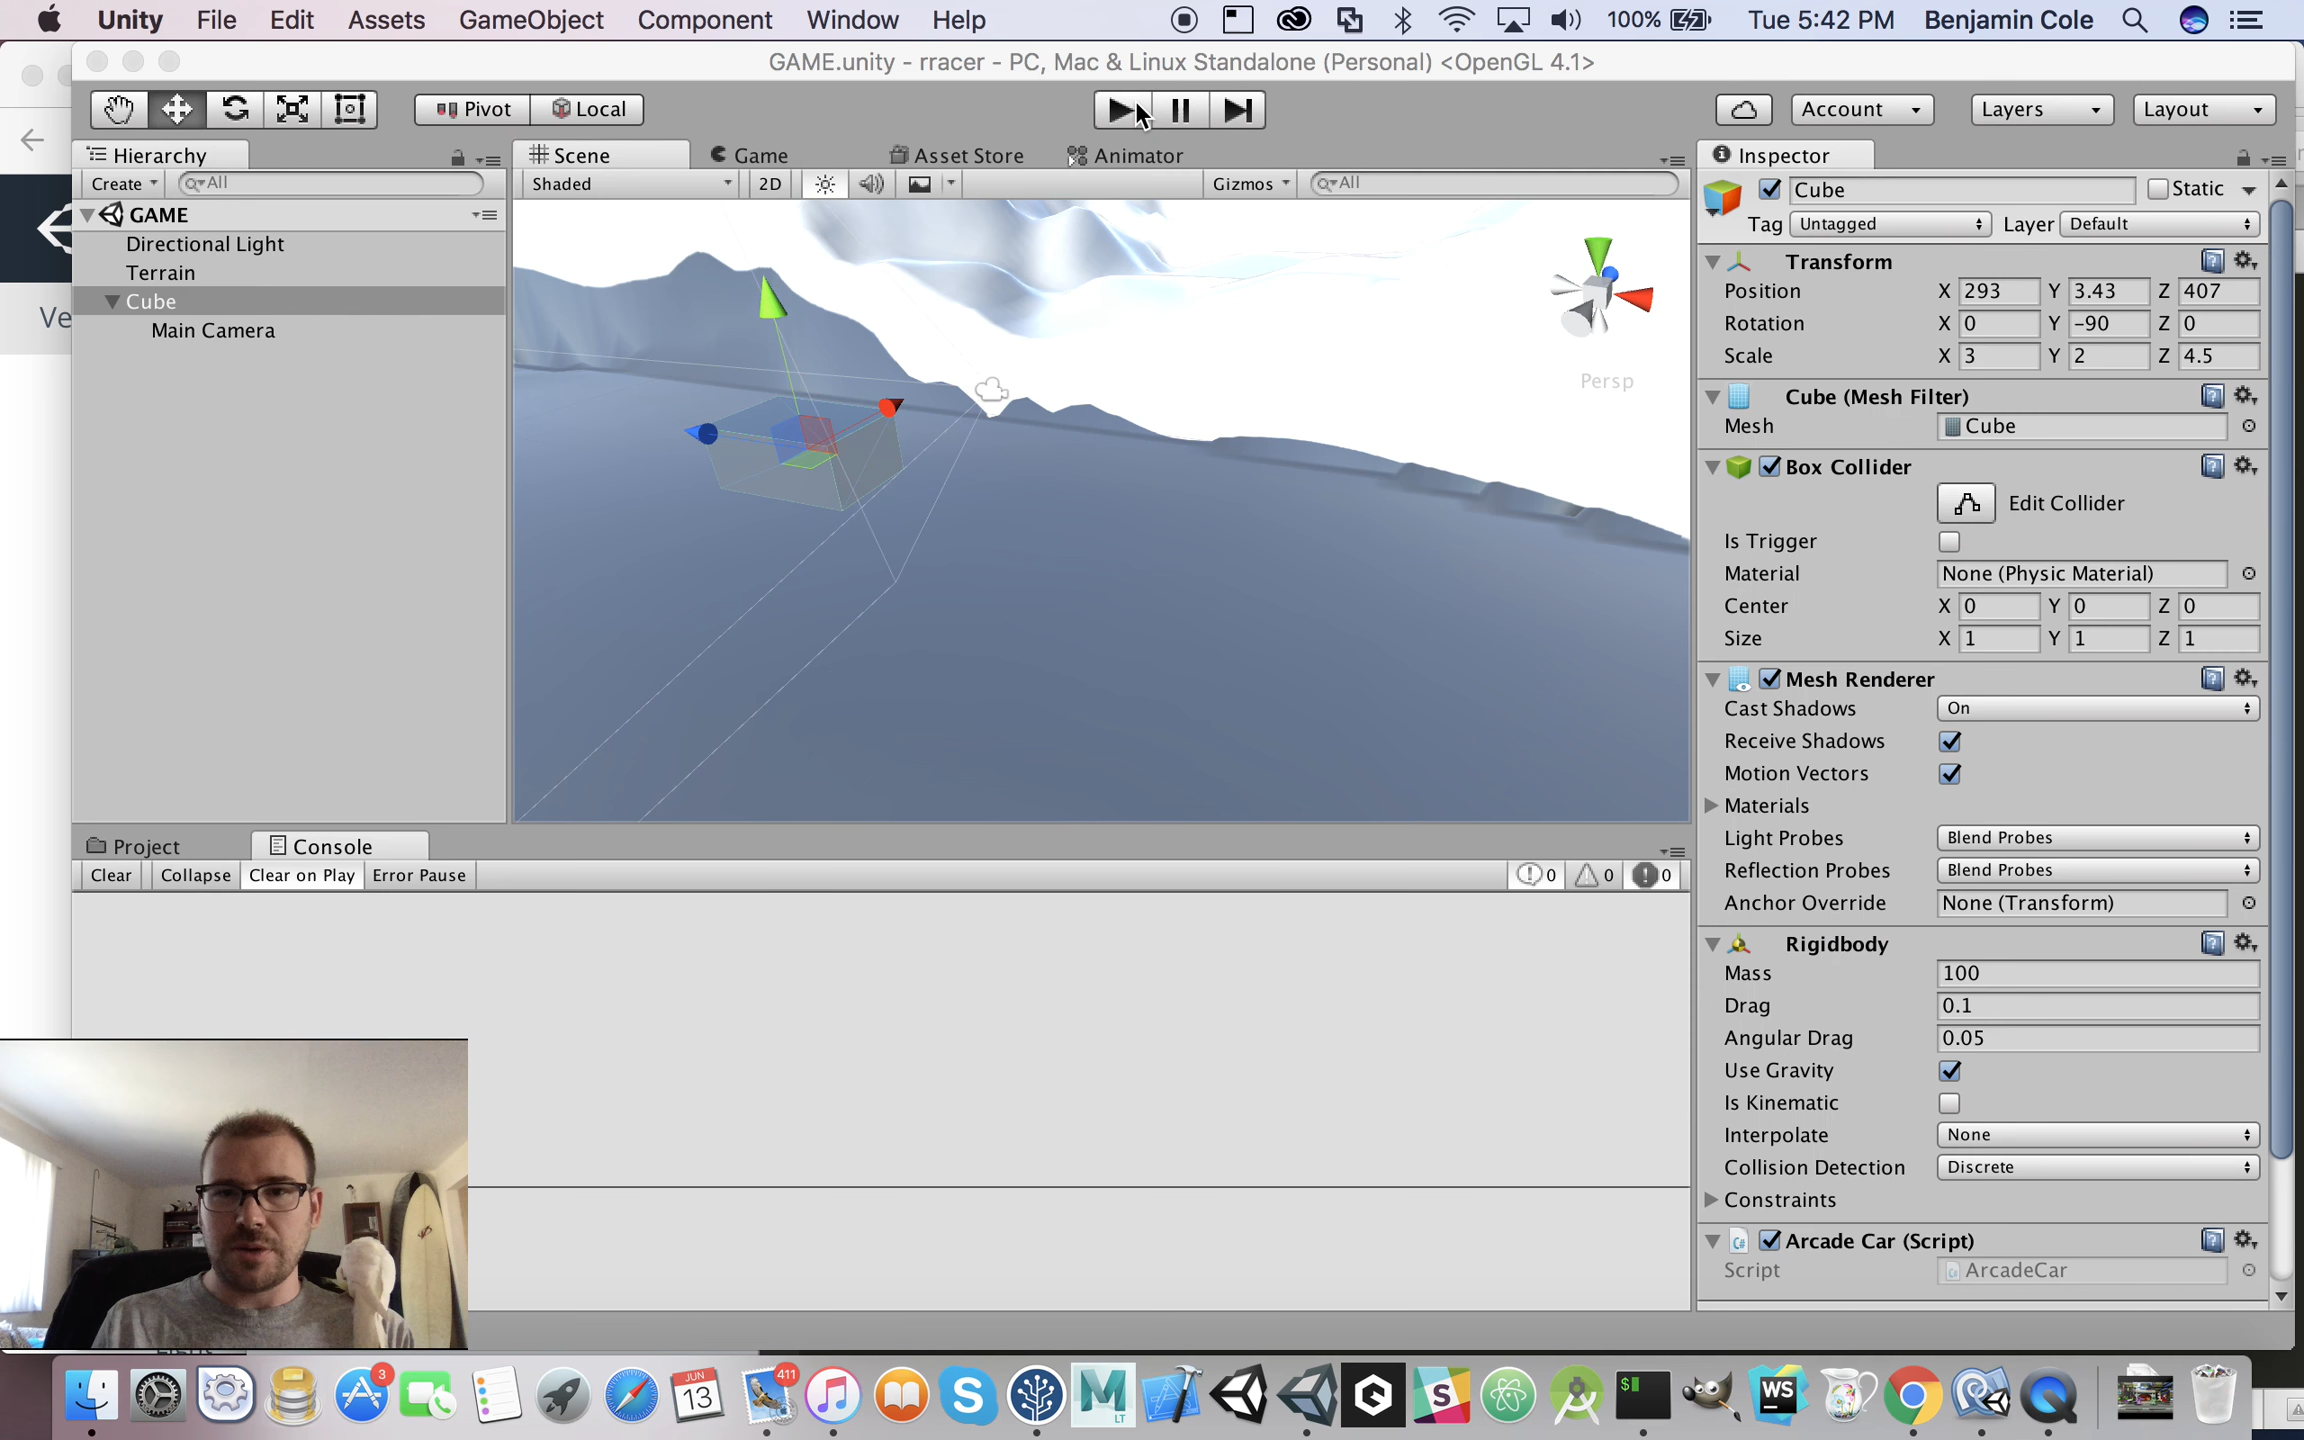 Unity File Edit Assets GameObject Component Window Help 100% Tue 5:42 PM Benjamin Cole
GAME.unity - rracer - PC, Mac & Linux Standalone (Personal) <OpenGL 4.1>
Pivot Local Account Layers Layout
Hierarchy
Create All
GAME
Directional Light
Terrain
Cube
Main Camera
Ve
Scene Game Asset Store Animator
Shaded 2D Gizmos All
Persp
Inspector
Cube Static
Tag Untagged Layer Default
Transform
Position X 293 Y 3.43 Z 407
Rotation X 0 Y -90 Z 0
Scale X 3 Y 2 Z 4.5
Cube (Mesh Filter)
Mesh Cube
Box Collider
Edit Collider
Is Trigger
Material None (Physic Material)
Center X 0 Y 0 Z 0
Size X 1 Y 1 Z 1
Mesh Renderer
Cast Shadows On
Receive Shadows
Motion Vectors
Materials
Light Probes Blend Probes
Reflection Probes Blend Probes
Anchor Override None (Transform)
Rigidbody
Mass 100
Drag 0.1
Angular Drag 0.05
Use Gravity
Is Kinematic
Interpolate None
Collision Detection Discrete
Constraints
C# Arcade Car (Script)
Script ArcadeCar
Project Console
Clear Collapse Clear on Play Error Pause 0 0 0
3 JUN 13 411 S M LT S $ WS